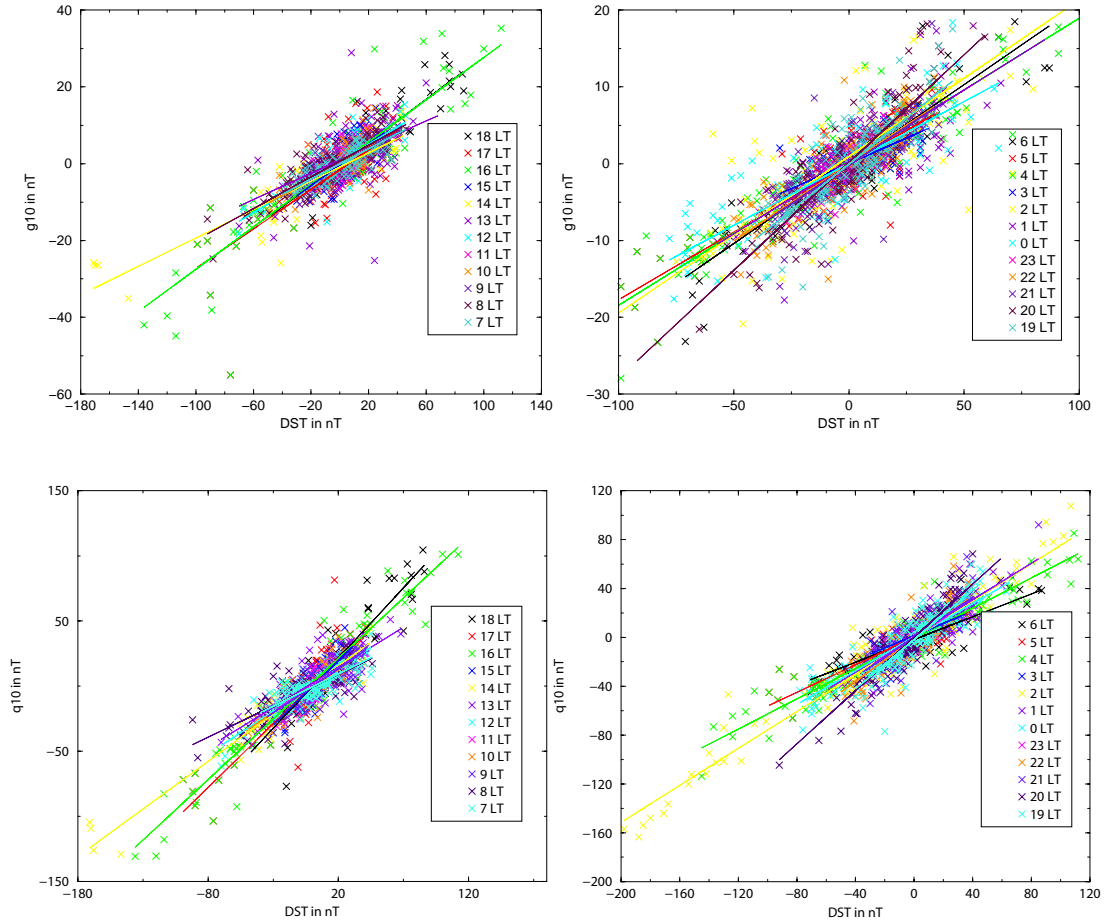 40
20
0
−20
−40
−60
g10 in nT
−180
−120
−60
−40
20
60
100
140
DST in nT
18 LT
17 LT
16 LT
15 LT
14 LT
13 LT
12 LT
11 LT
10 LT
9 LT
8 LT
7 LT
20
10
0
−10
−20
−30
g10 in nT
−100
−50
0
50
100
DST in nT
6 LT
5 LT
4 LT
3 LT
2 LT
1 LT
0 LT
23 LT
22 LT
21 LT
20 LT
19 LT
150
50
−50
−150
q10 in nT
−180
−80
20
120
DST in nT
18 LT
17 LT
16 LT
15 LT
14 LT
13 LT
12 LT
11 LT
10 LT
9 LT
8 LT
7 LT
120
80
40
0
−40
−80
−120
−160
−200
q10 in nT
−200
−160
−120
−80
−40
0
40
80
120
DST in nT
6 LT
5 LT
4 LT
3 LT
2 LT
1 LT
0 LT
23 LT
22 LT
21 LT
20 LT
19 LT